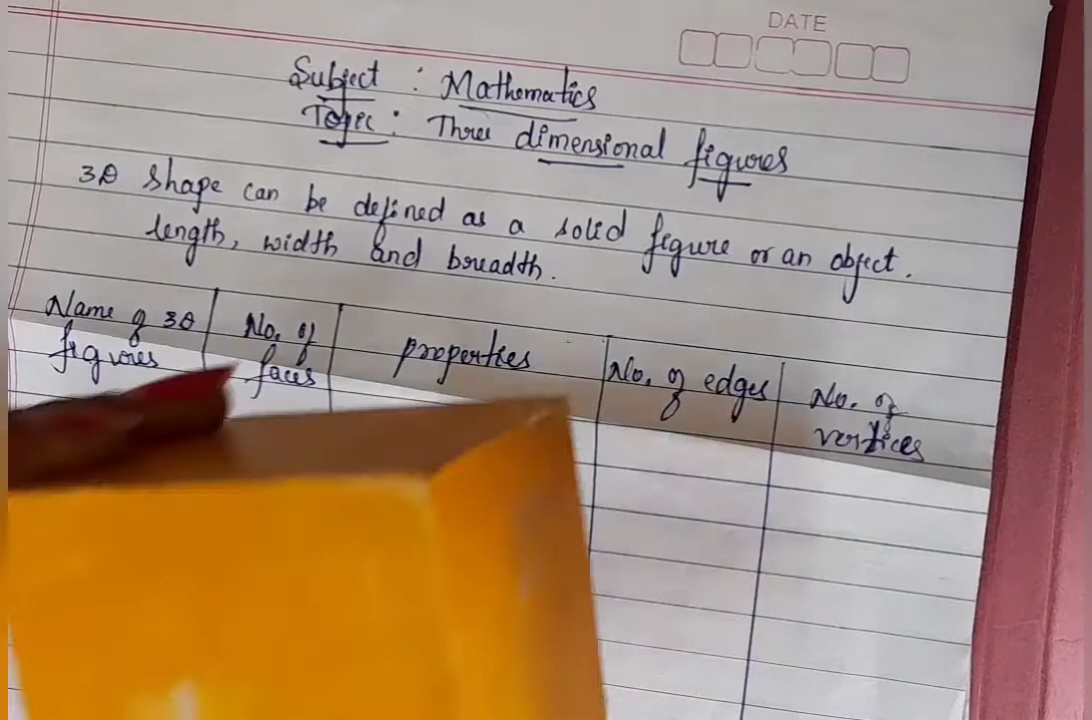 DATE
Subject : Mathematics
Topic : Three dimensional figures
3D shape can be defined as a solid figure or an object.
length, width and breadth.
Name of 3D figures
No. of faces
properties
No. of edges
No. of vertices